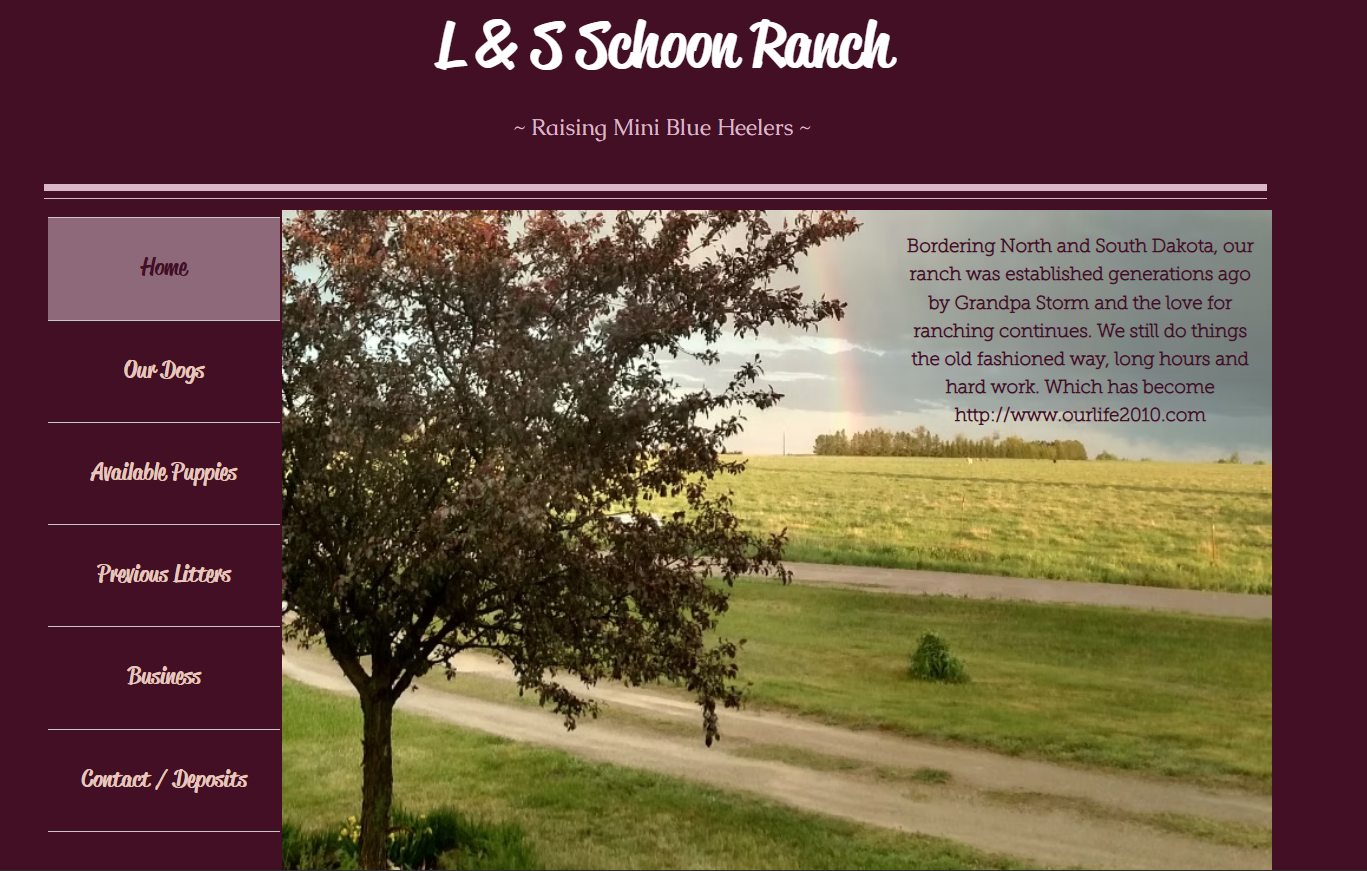 L & S Schoon Ranch
~ Raising Mini Blue Heelers ~
Home
Our Dogs
Available Puppies
Previous Litters
Business
Contact / Deposits
Bordering North and South Dakota, our
ranch was established generations ago
by Grandpa Storm and the love for
ranching continues. We still do things
the old fashioned way, long hours and
hard work. Which has become
http://www.ourlife2010.com